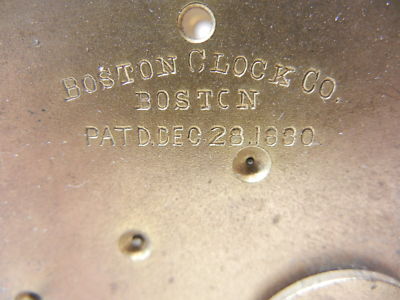 BOSTON CLOCK CO.
BOSTON
PAT'D. DEC. 28. 1880